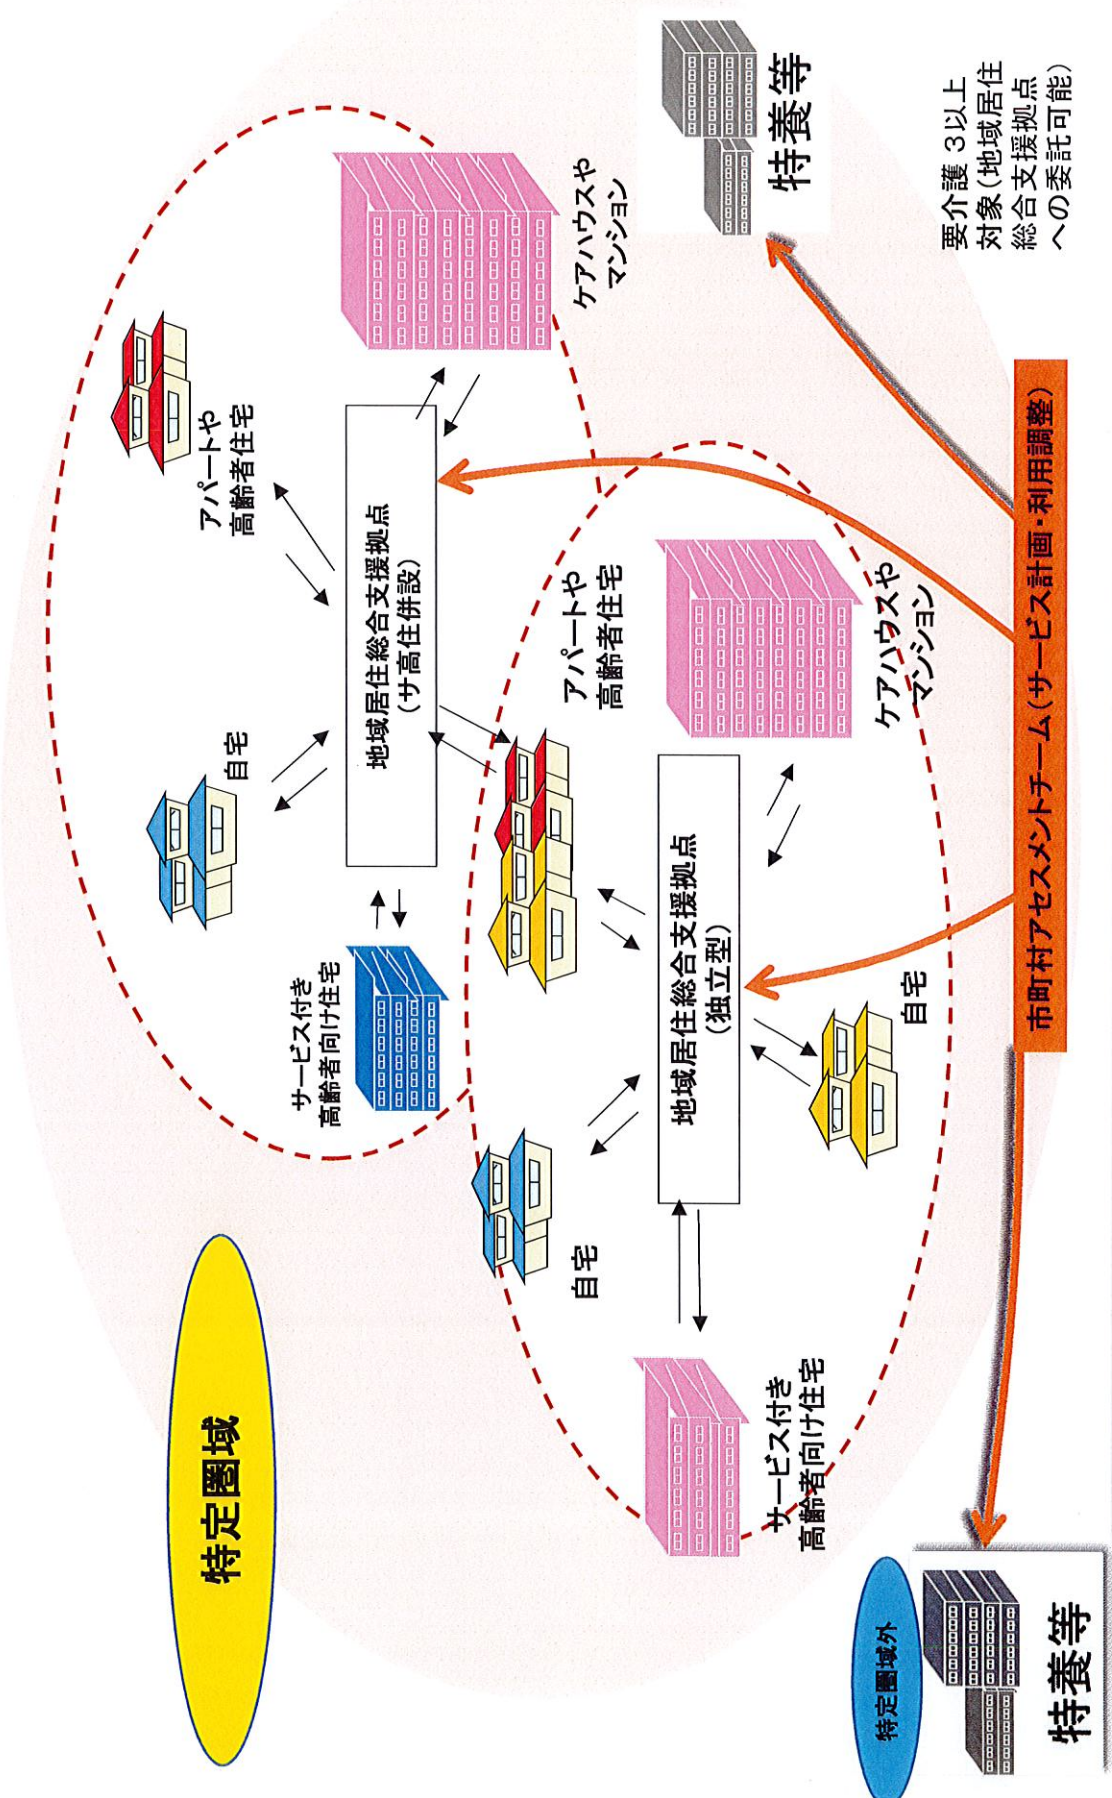 特定圏域
自宅
アパートや
高齢者住宅
サービス付き
高齢者向け住宅
地域居住総合支援拠点
(サ高住併設)
ケアハウスや
マンション
自宅
アパートや
高齢者住宅
地域居住総合支援拠点
(独立型)
サービス付き
高齢者向け住宅
自宅
ケアハウスや
マンション
特養等
要介護 3以上
対象(地域居住
総合支援拠点
への委託可能)
特定圏域外
特養等
市町村アセスメントチーム(サービス計画・利用調整)